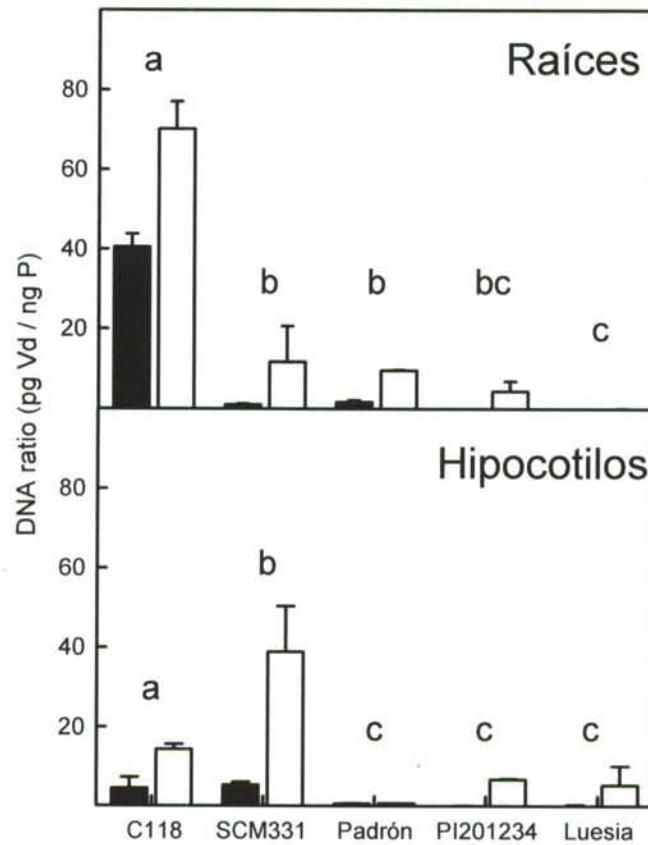 Raíces
a
80
60
40
b b bc
20
c
DNA ratio (pg Vd / ng P)
Hipocotilos
80
60
b
40
a
20
c c c
C118 SCM331 Padrón PI201234 Luesia